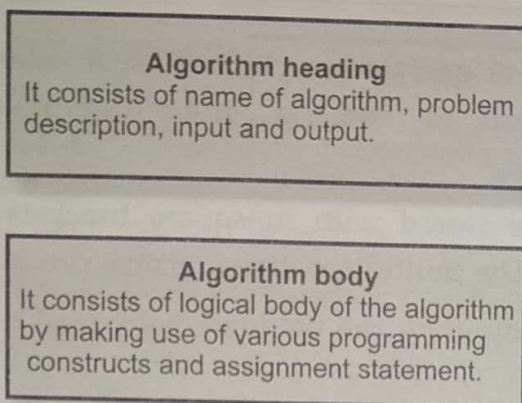 Algorithm heading
It consists of name of algorithm, problem
description, input and output.
Algorithm body
It consists of logical body of the algorithm
by making use of various programming
constructs and assignment statement.